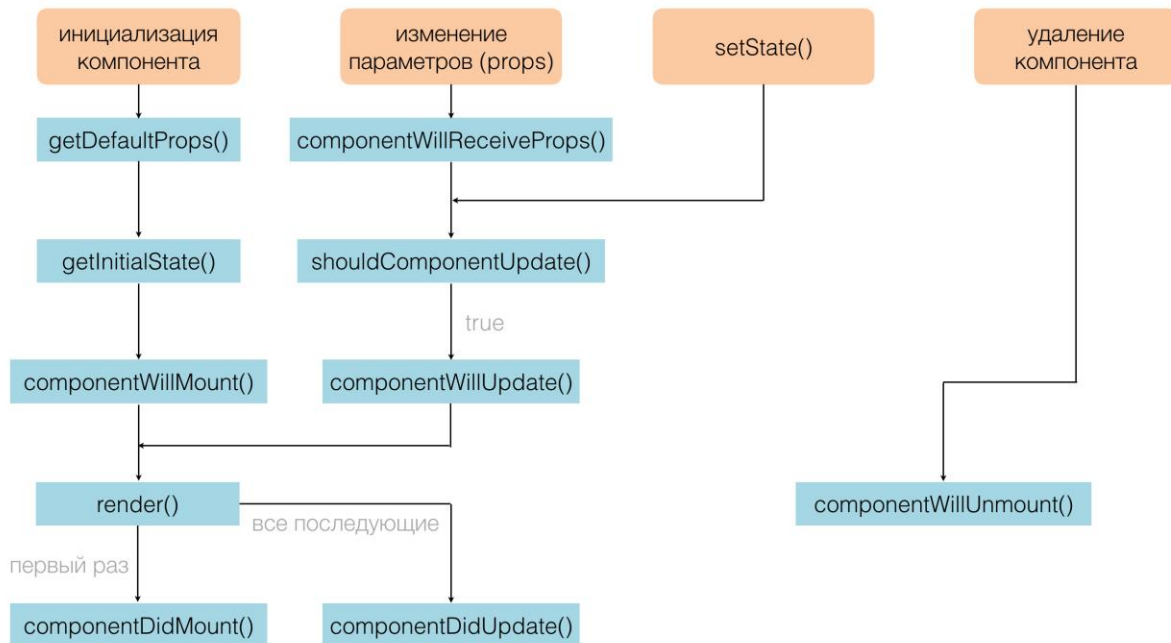 инициализация
компонента
изменение
параметров (props)
setState()
удаление
компонента
getDefaultProps()
componentWillReceiveProps()
getInitialState()
shouldComponentUpdate()
true
componentWillMount()
componentWillUpdate()
render()
все последующие
componentWillUnmount()
первый раз
componentDidMount()
componentDidUpdate()